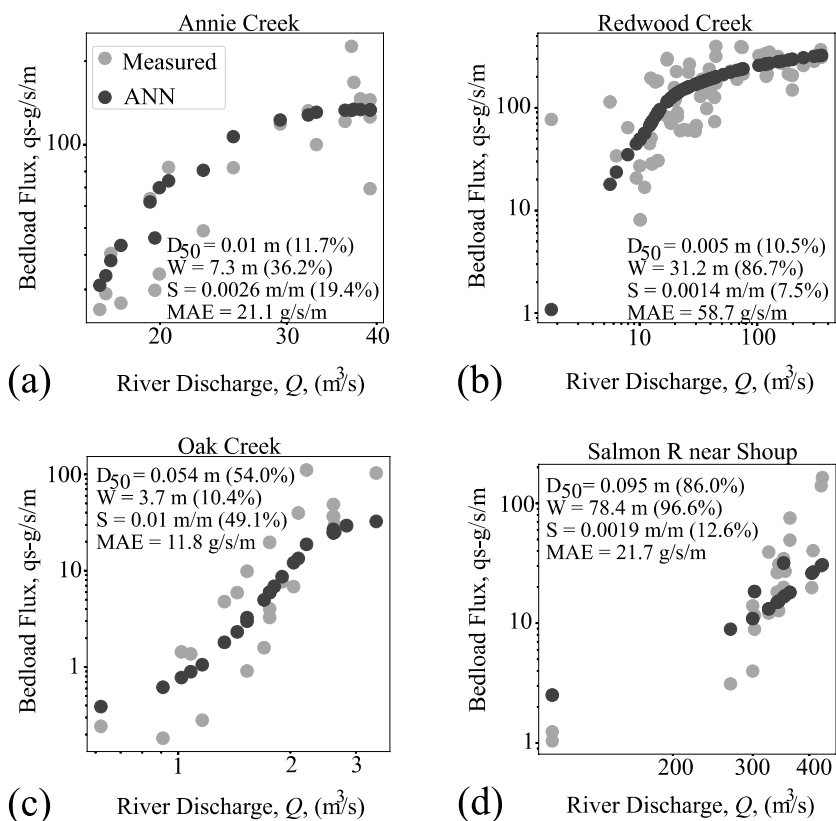 Annie Creek
Measured
ANN
100
Bedload Flux, qs-g/s/m
D50 = 0.01 m (11.7%)
W = 7.3 m (36.2%)
S = 0.0026 m/m (19.4%)
MAE = 21.1 g/s/m
20
30
40
(a)
River Discharge, Q, (m3/s)
Redwood Creek
100
10
1
Bedload Flux, qs-g/s/m
D50 = 0.005 m (10.5%)
W = 31.2 m (86.7%)
S = 0.0014 m/m (7.5%)
MAE = 58.7 g/s/m
10
100
(b)
River Discharge, Q, (m3/s)
Oak Creek
100
10
1
Bedload Flux, qs-g/s/m
D50 = 0.054 m (54.0%)
W = 3.7 m (10.4%)
S = 0.01 m/m (49.1%)
MAE = 11.8 g/s/m
1
2
3
(c)
River Discharge, Q, (m3/s)
Salmon R near Shoup
100
10
1
Bedload Flux, qs-g/s/m
D50 = 0.095 m (86.0%)
W = 78.4 m (96.6%)
S = 0.0019 m/m (12.6%)
MAE = 21.7 g/s/m
200
300
400
(d)
River Discharge, Q, (m3/s)